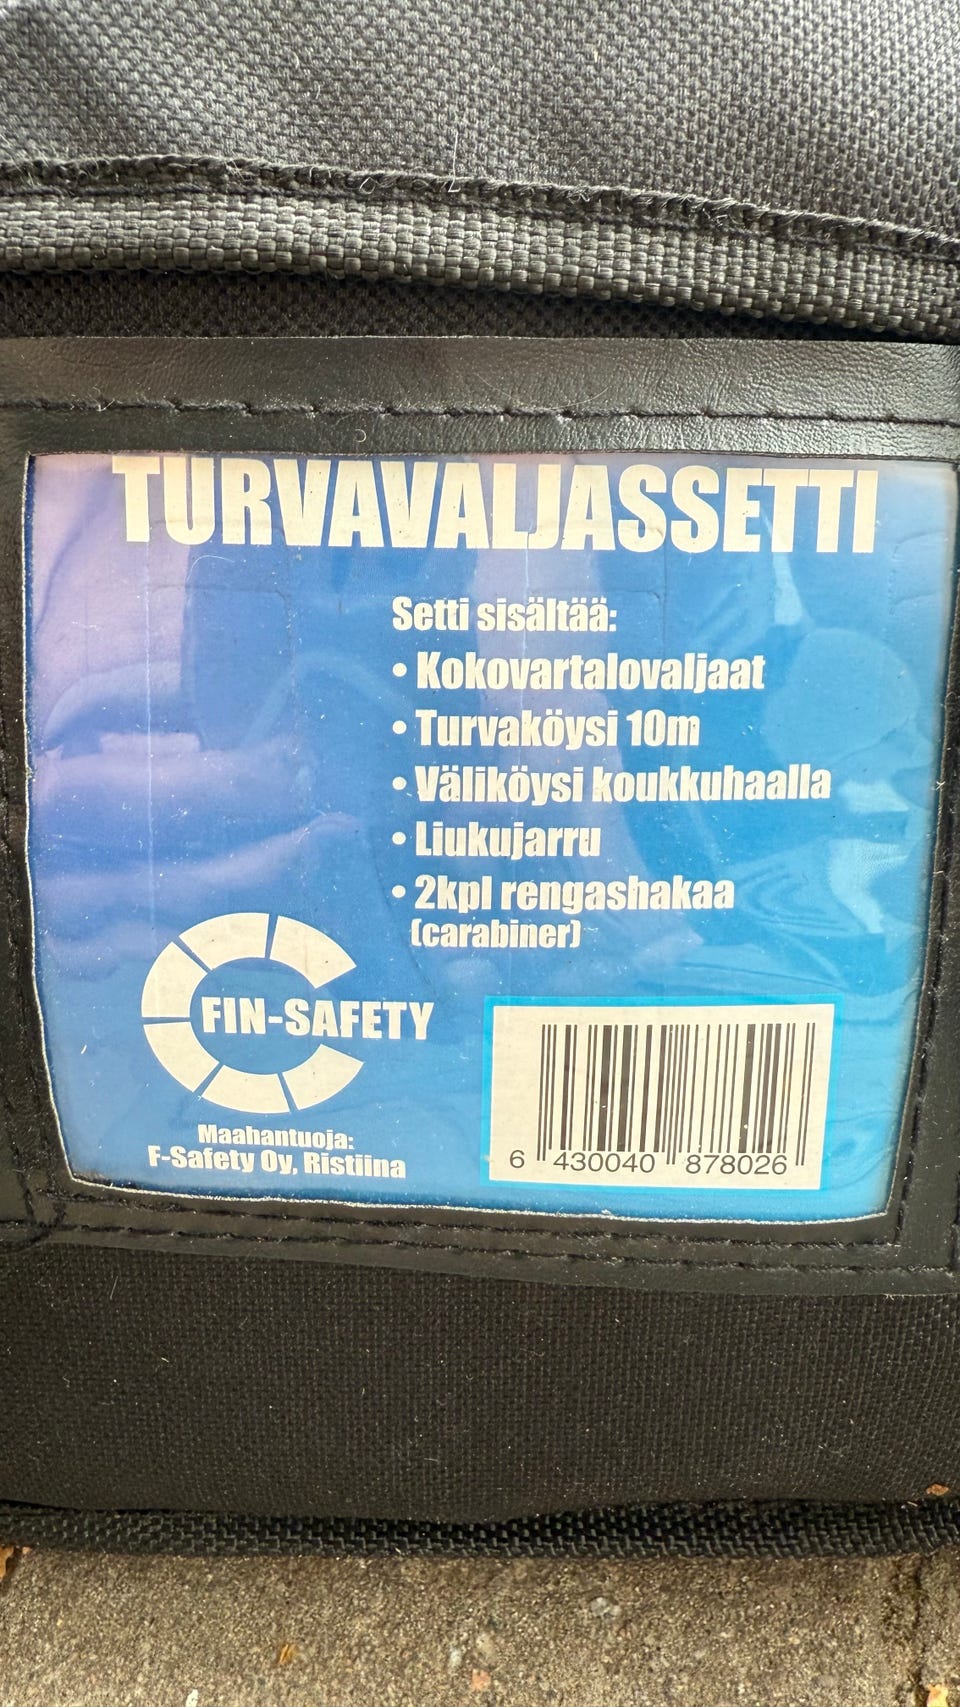 TURVAVALJASSETTI
Setti sisältää:
• Kokovartalovaljaat
• Turvaköysi 10m
• Väliköysi koukkuhaalla
• Liukujarru
• 2kpl rengashakaa
(carabiner)
FIN-SAFETY
Maahantuoja:
F-Safety Oy, Ristiina
6 430040 878026